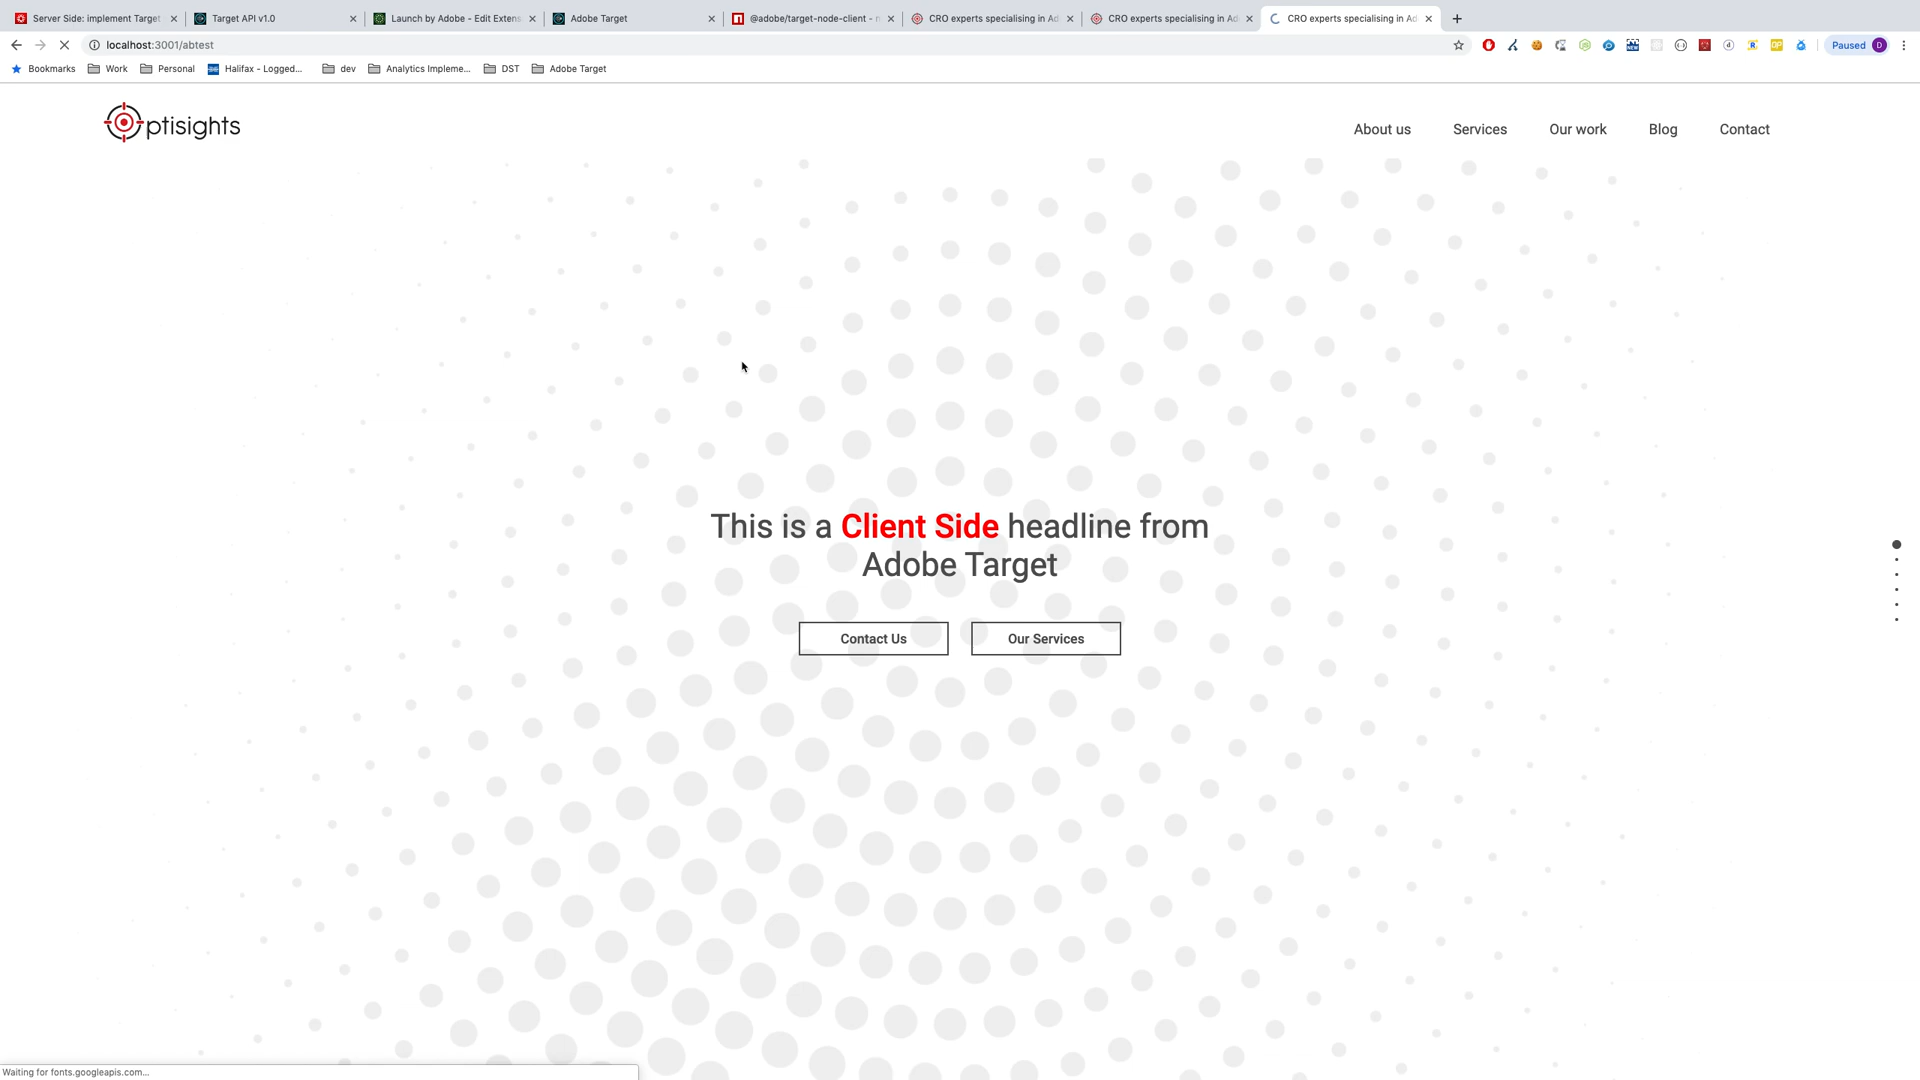 Server Side: implement Target
Target API v1.0
Launch by Adobe - Edit Extens
Adobe Target
@adobe/target-node-client - n
CRO experts specialising in Ad
CRO experts specialising in Ad
CRO experts specialising in Ad
localhost:3001/abtest
Paused
D
Bookmarks
Work
Personal
Halifax - Logged...
dev
Analytics Impleme...
DST
Adobe Target
ptisights
About us
Services
Our work
Blog
Contact
This is a Client Side headline from
Adobe Target
Contact Us
Our Services
Waiting for fonts.googleapis.com...